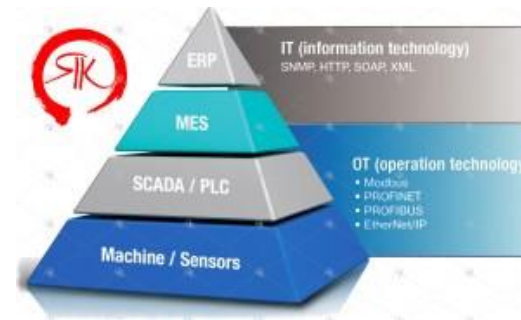 STK
ERP
MES
SCADA / PLC
Machine / Sensors
IT (information technology)
SNMP, HTTP, SOAP, XML
OT (operation technology
• Modbus
• PROFINET
• PROFIBUS
• EtherNet/IP